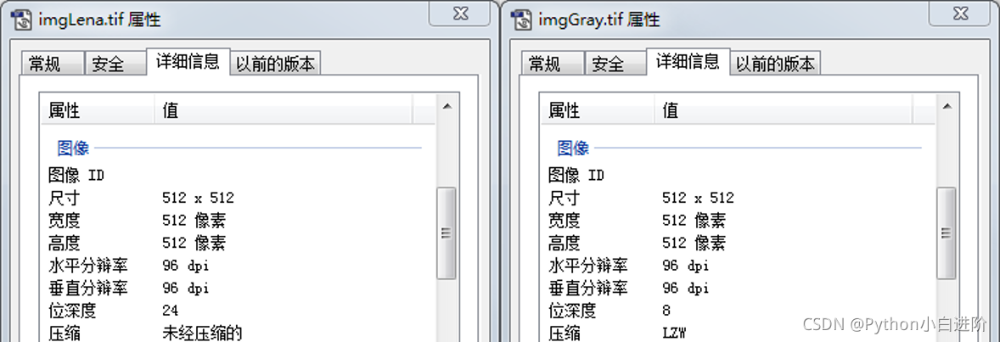 imgLena.tif 属性
常规 安全 详细信息 以前的版本
属性 值
图像
图像 ID
尺寸 512 x 512
宽度 512 像素
高度 512 像素
水平分辩率 96 dpi
垂直分辩率 96 dpi
位深度 24
压缩 未经压缩的
imgGray.tif 属性
常规 安全 详细信息 以前的版本
属性 值
图像
图像 ID
尺寸 512 x 512
宽度 512 像素
高度 512 像素
水平分辩率 96 dpi
垂直分辩率 96 dpi
位深度 8
压缩 LZW
CSDN @Python小白进阶